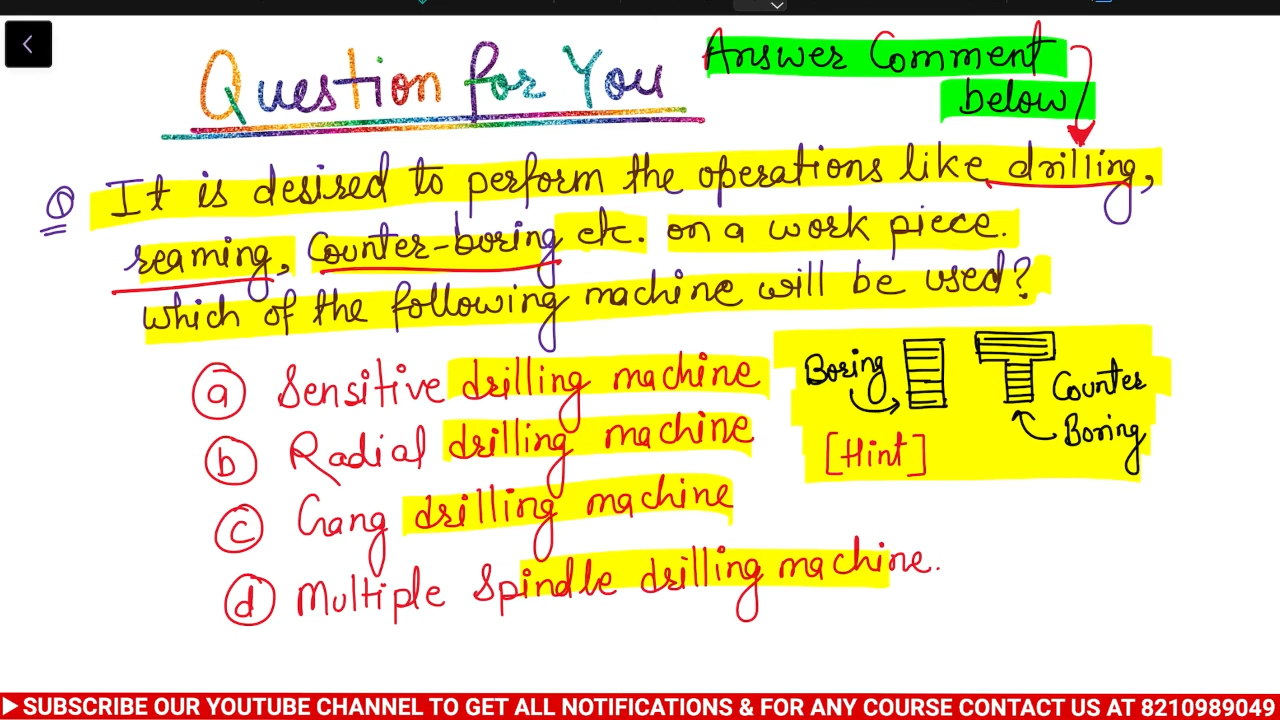 Question for You
Answer Comment
below
Q It is desired to perform the operations like drilling,
reaming, Counter-boring etc. on a work piece.
which of the following machine will be used?
a Sensitive drilling machine
b Radial drilling machine
c Gang drilling machine
d Multiple Spindle drilling machine.
Boring
Counter
Boring
[Hint]
▶ SUBSCRIBE OUR YOUTUBE CHANNEL TO GET ALL NOTIFICATIONS & FOR ANY COURSE CONTACT US AT 8210989049